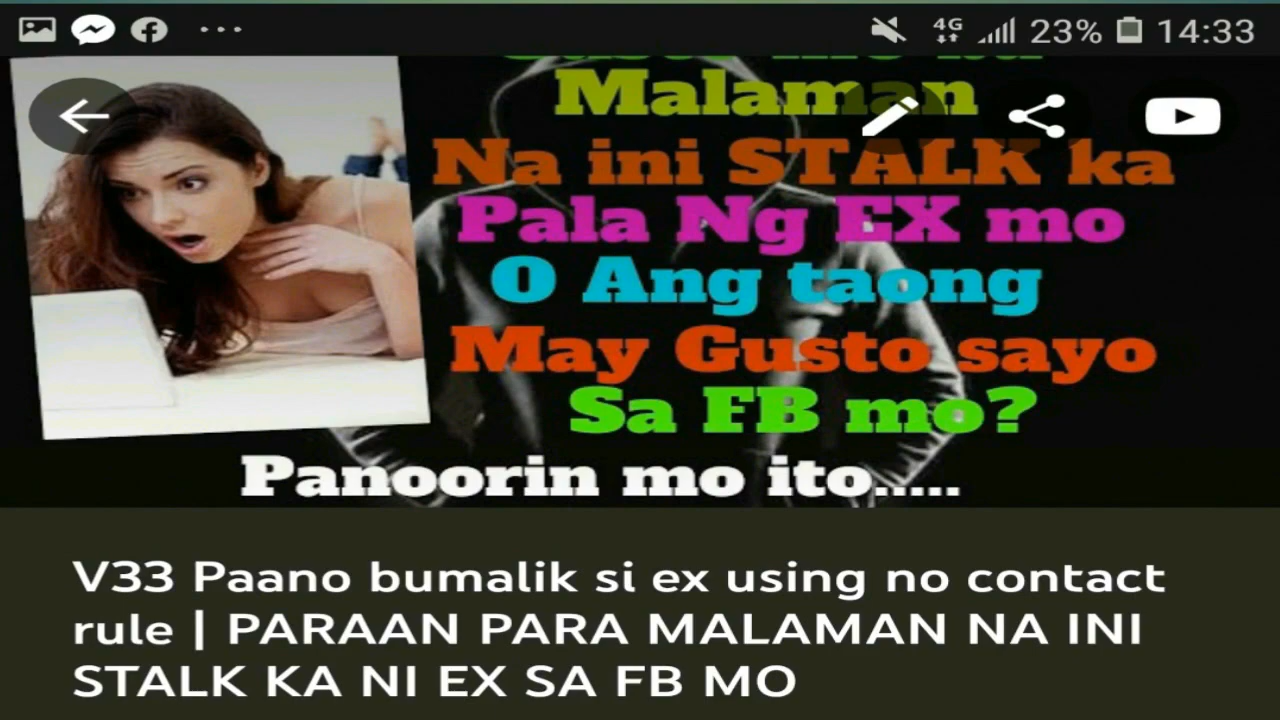 4G 23% 14:33
Malaman
Na ini STALK ka
Pala Ng EX mo
O Ang taong
May Gusto sayo
Sa FB mo?
Panoorin mo ito.....
V33 Paano bumalik si ex using no contact
rule | PARAAN PARA MALAMAN NA INI
STALK KA NI EX SA FB MO